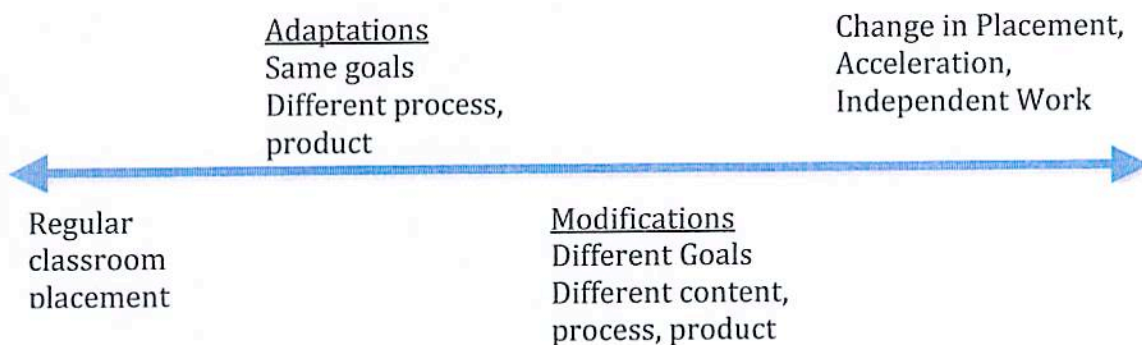 Adaptations
Same goals
Different process,
product
Change in Placement,
Acceleration,
Independent Work
Regular
classroom
placement
Modifications
Different Goals
Different content,
process, product